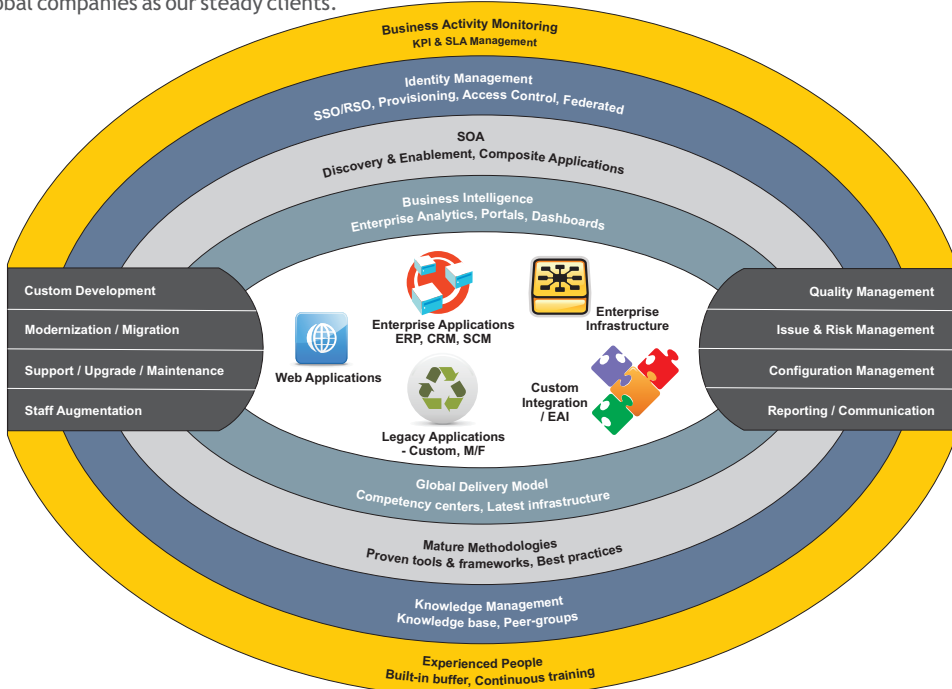 global companies as our steady clients.
Business Activity Monitoring
KPI & SLA Management
Identity Management
SSO/RSO, Provisioning, Access Control, Federated
SOA
Discovery & Enablement, Composite Applications
Business Intelligence
Enterprise Analytics, Portals, Dashboards
Custom Development
Modernization / Migration
Support / Upgrade / Maintenance
Staff Augmentation
Web Applications
Enterprise Applications
ERP, CRM, SCM
Legacy Applications
- Custom, M/F
Enterprise
Infrastructure
Custom
Integration
/ EAI
Quality Management
Issue & Risk Management
Configuration Management
Reporting / Communication
Global Delivery Model
Competency centers, Latest infrastructure
Mature Methodologies
Proven tools & frameworks, Best practices
Knowledge Management
Knowledge base, Peer-groups
Experienced People
Built-in buffer, Continuous training